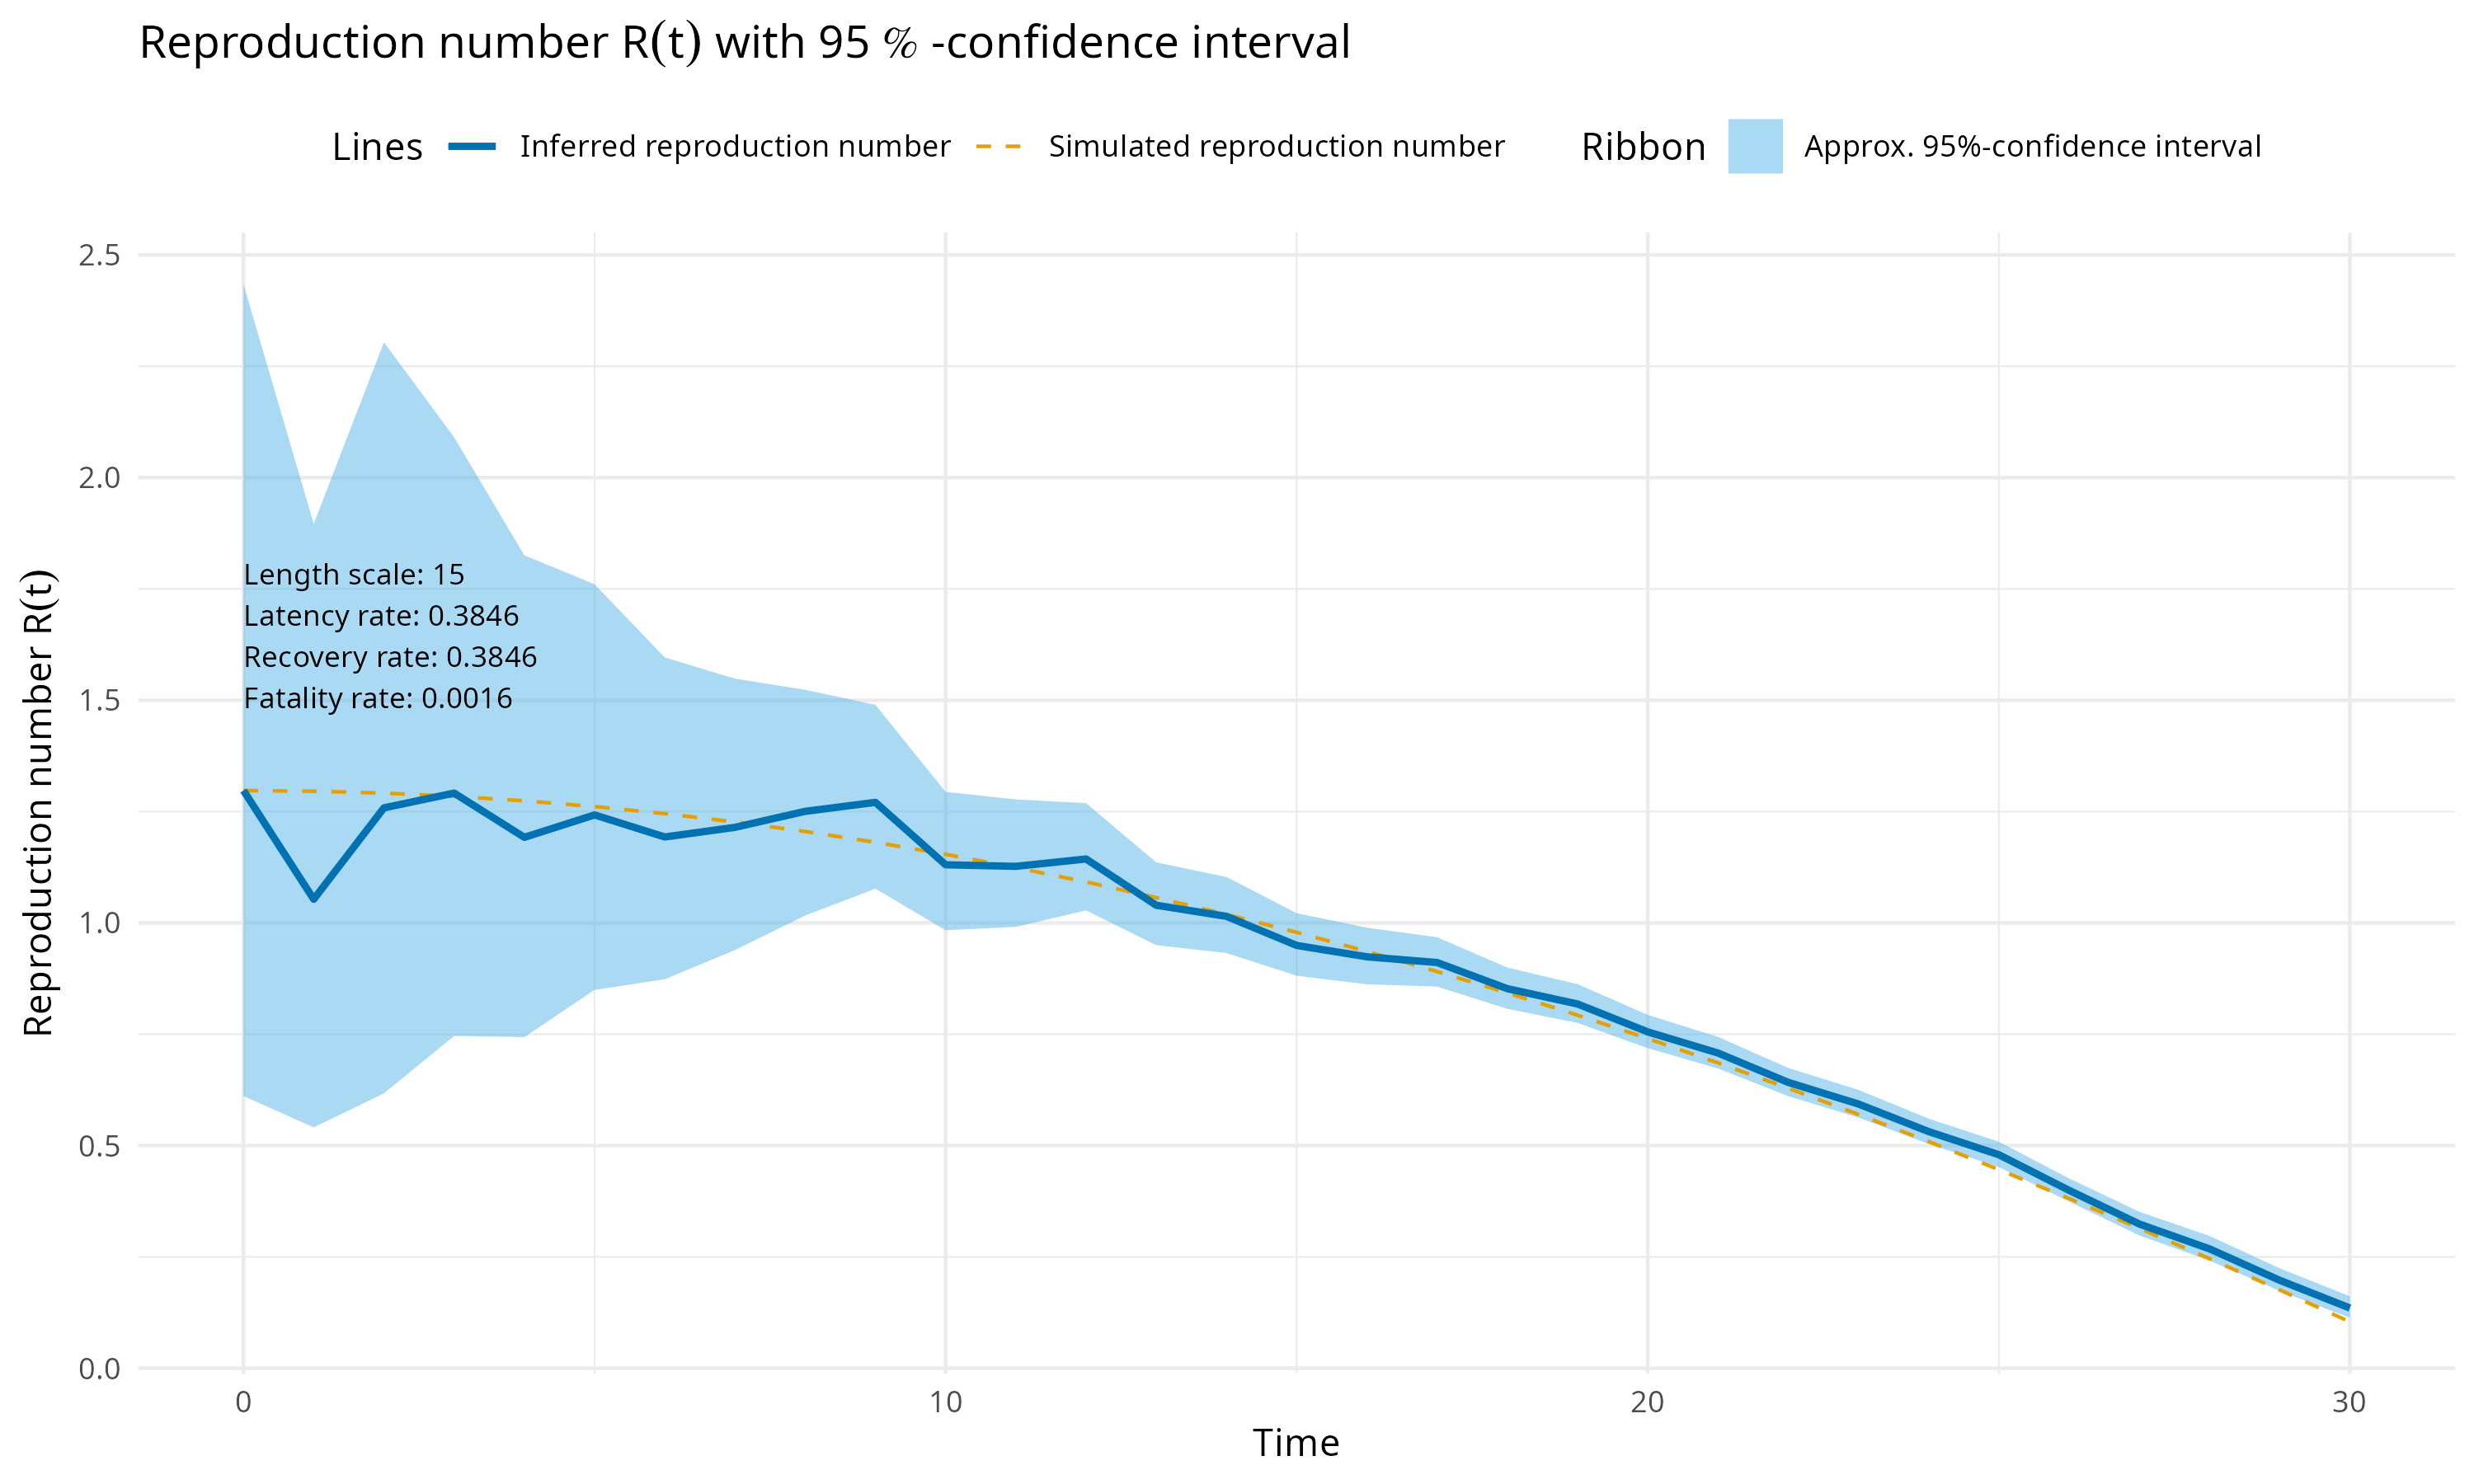 Reproduction number R(t) with 95 % -confidence interval
Lines Inferred reproduction number Simulated reproduction number Ribbon Approx. 95%-confidence interval
Reproduction number R(t)
2.5
2.0
1.5
1.0
0.5
0.0
Length scale: 15
Latency rate: 0.3846
Recovery rate: 0.3846
Fatality rate: 0.0016
0 10 20 30
Time